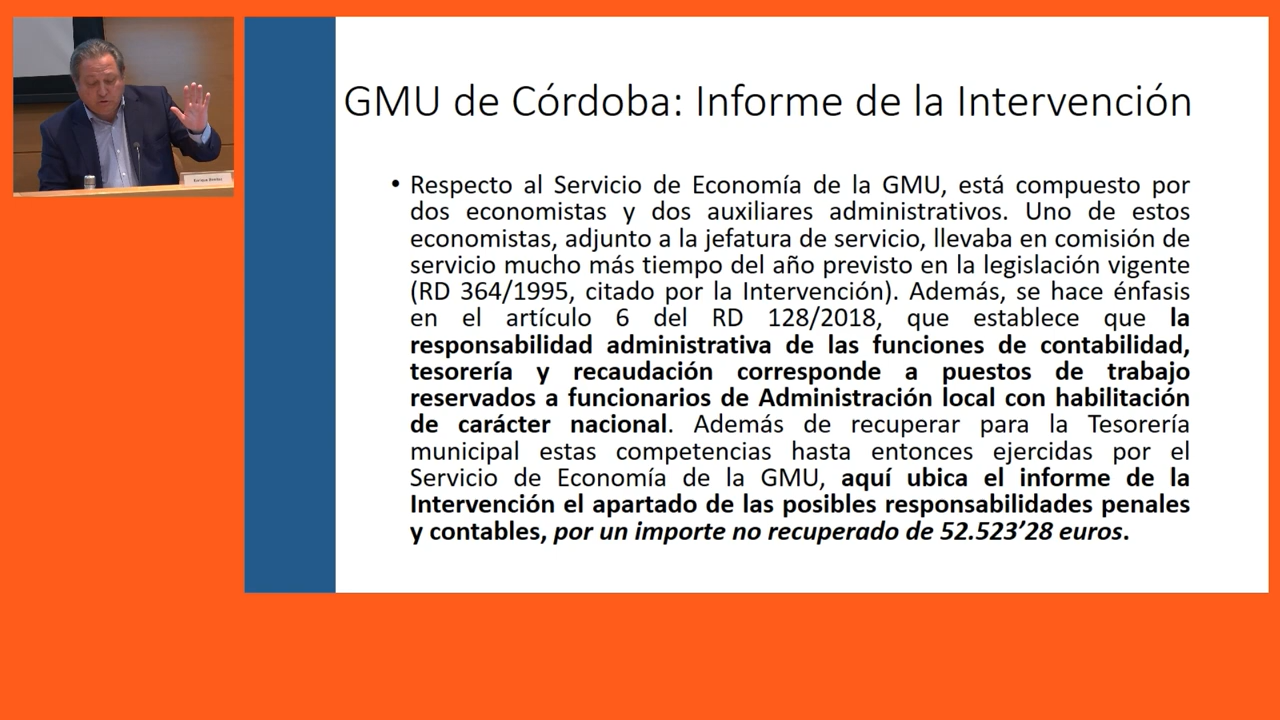 GMU de Córdoba: Informe de la Intervención
• Respecto al Servicio de Economía de la GMU, está compuesto por
dos economistas y dos auxiliares administrativos. Uno de estos
economistas, adjunto a la jefatura de servicio, llevaba en comisión de
servicio mucho más tiempo del año previsto en la legislación vigente
(RD 364/1995, citado por la Intervención). Además, se hace énfasis
en el artículo 6 del RD 128/2018, que establece que la
responsabilidad administrativa de las funciones de contabilidad,
tesorería y recaudación corresponde a puestos de trabajo
reservados a funcionarios de Administración local con habilitación
de carácter nacional. Además de recuperar para la Tesorería
municipal estas competencias hasta entonces ejercidas por el
Servicio de Economía de la GMU, aquí ubica el informe de la
Intervención el apartado de las posibles responsabilidades penales
y contables, por un importe no recuperado de 52.523’28 euros.
Enrique Benítez